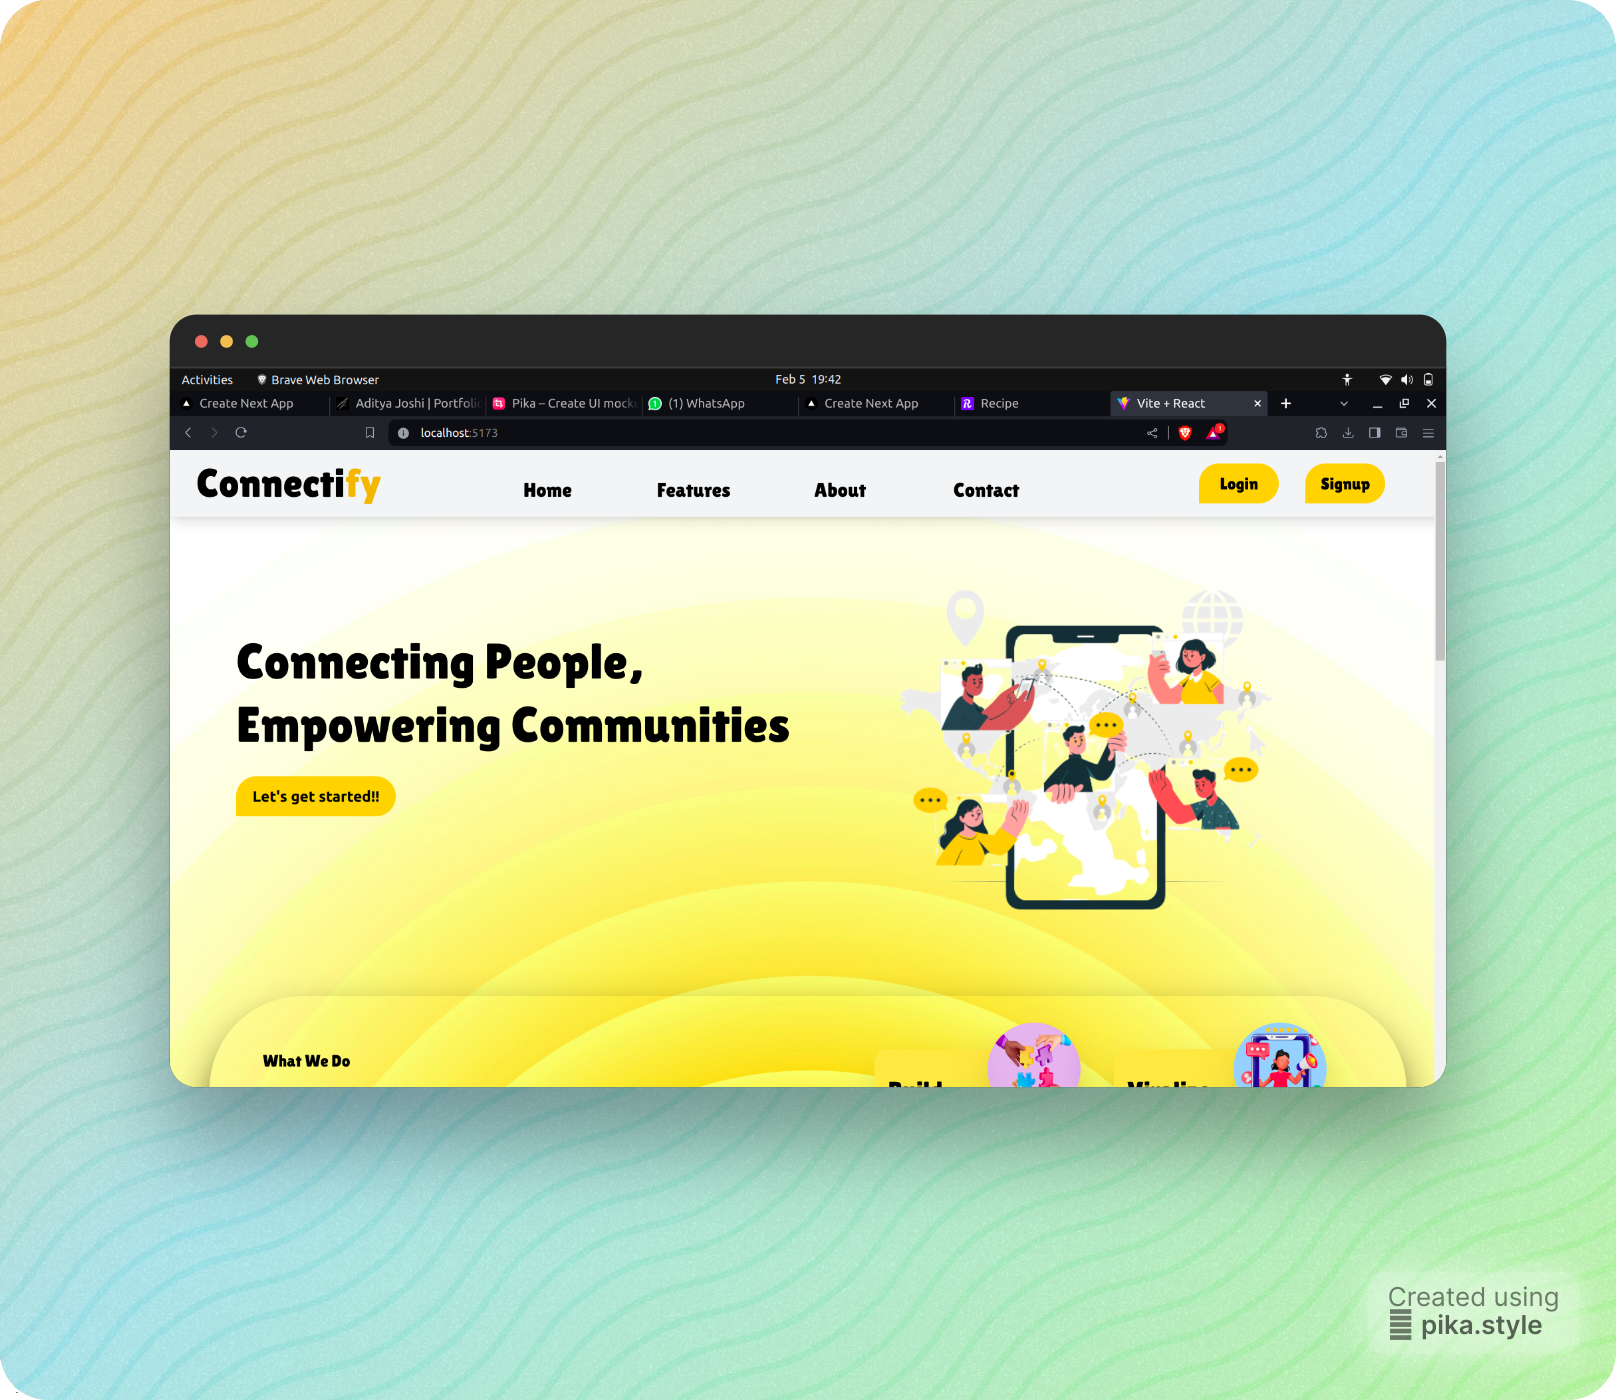 Activities Brave Web Browser Feb 5 19:42
Create Next App Aditya Joshi | Portfolio Pika – Create UI mock (1) WhatsApp Create Next App Recipe Vite + React
localhost:5173 1
Connectify Home Features About Contact Login Signup
Connecting People,
Empowering Communities
Let's get started!!
What We Do
Build
Created using
pika.style